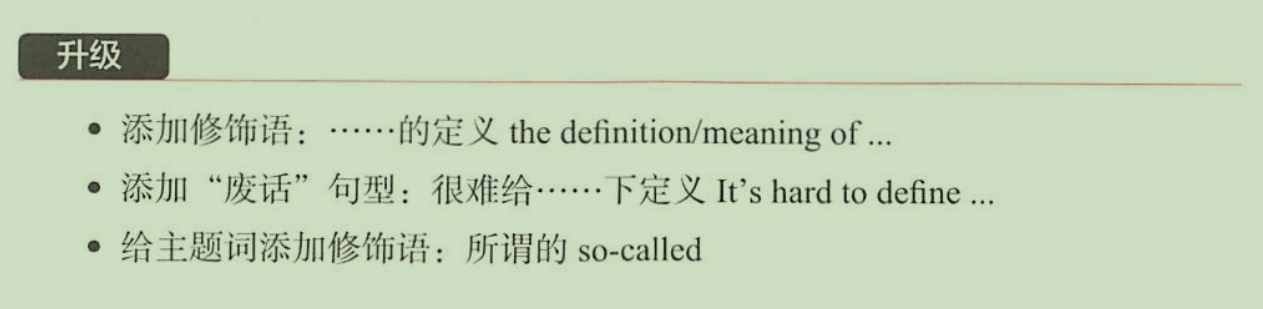 升级
• 添加修饰语：……的定义 the definition/meaning of ...
• 添加“废话”句型：很难给……下定义 It’s hard to define ...
• 给主题词添加修饰语：所谓的 so-called